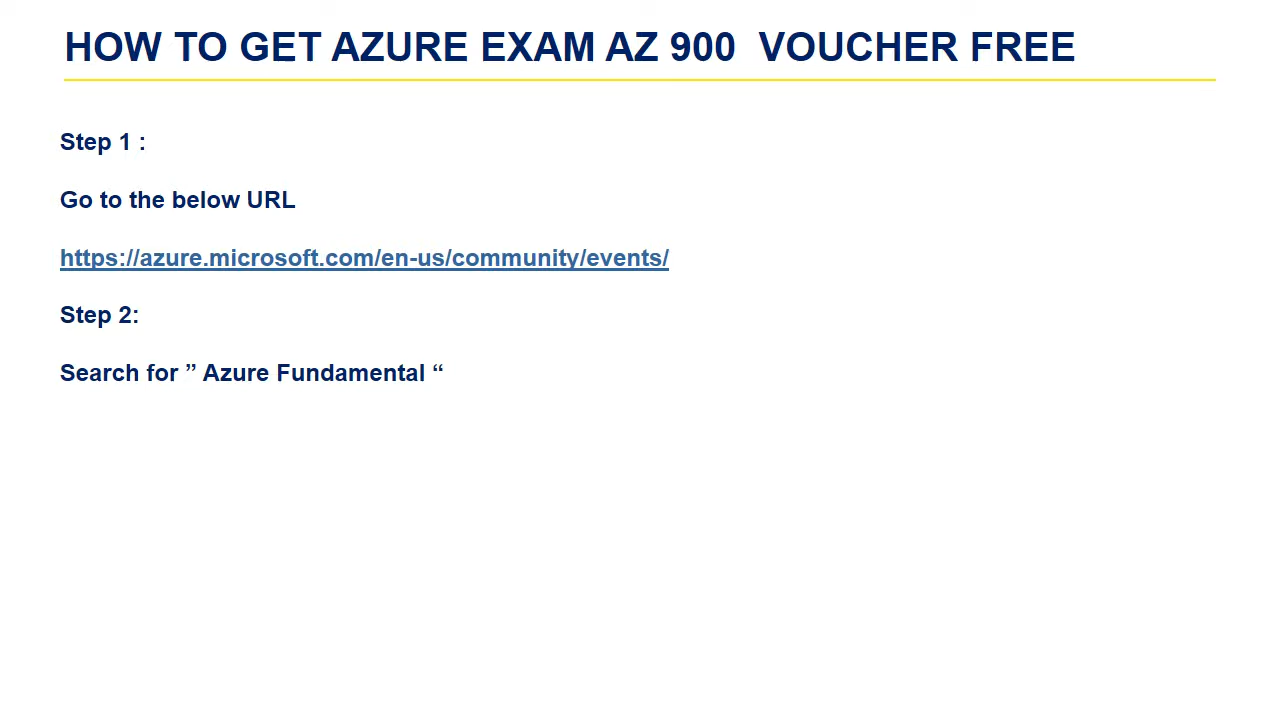 HOW TO GET AZURE EXAM AZ 900  VOUCHER FREE
Step 1 :
Go to the below URL
https://azure.microsoft.com/en-us/community/events/
Step 2:
Search for ” Azure Fundamental “